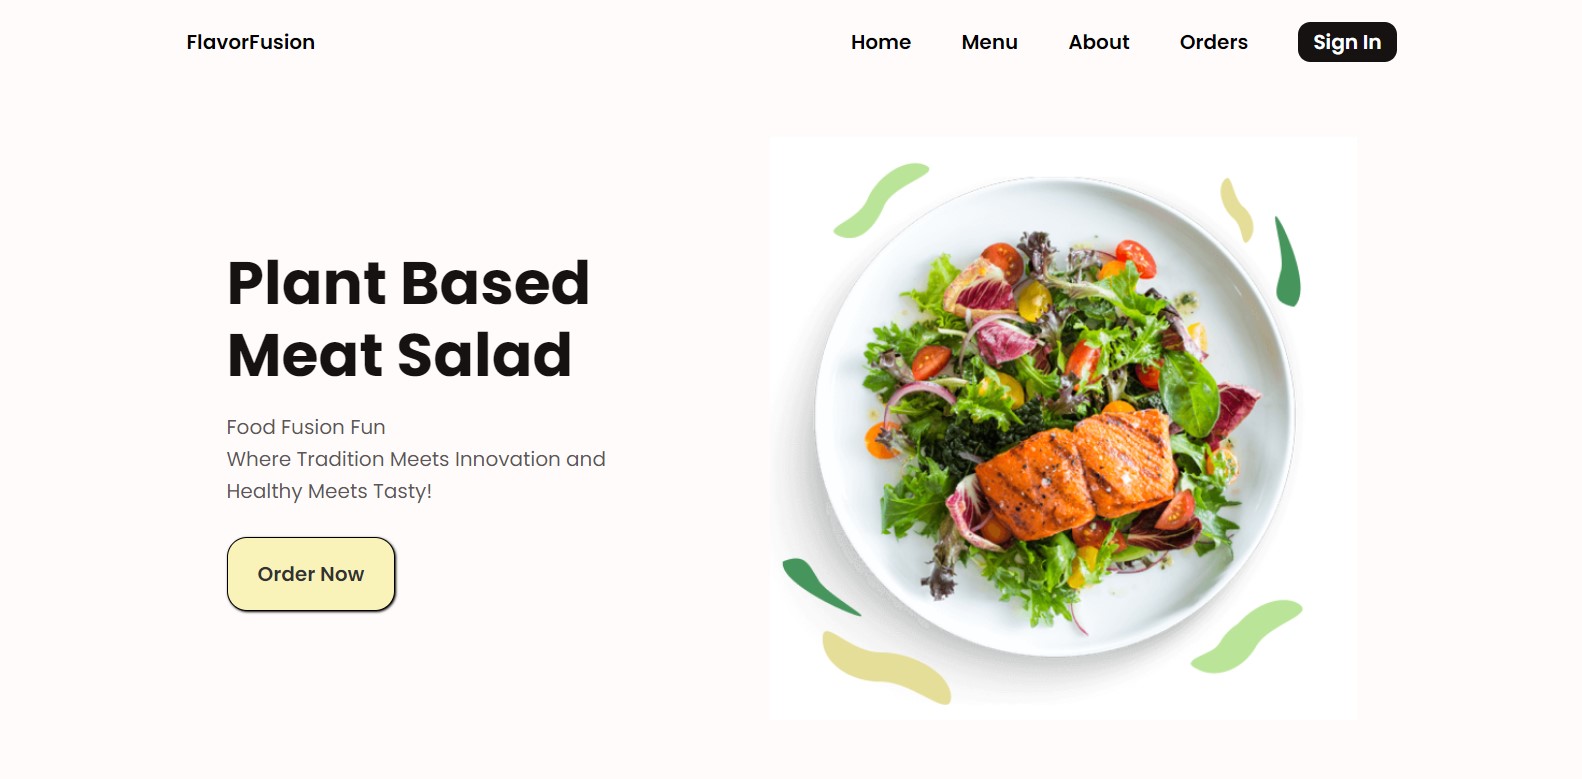 FlavorFusion
Home Menu About Orders Sign In
Plant Based
Meat Salad
Food Fusion Fun
Where Tradition Meets Innovation and
Healthy Meets Tasty!
Order Now